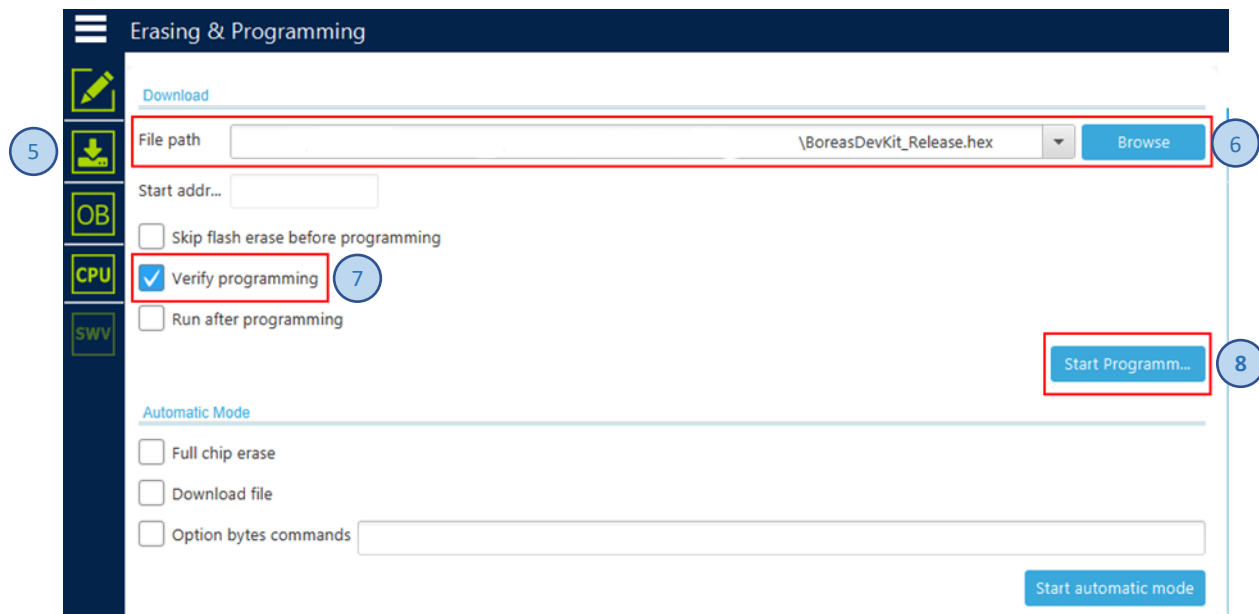 Erasing & Programming
Download
5
File path
\BoreasDevKit_Release.hex
Browse
6
Start addr...
OB
Skip flash erase before programming
CPU
Verify programming
7
Run after programming
SWV
Start Programm...
8
Automatic Mode
Full chip erase
Download file
Option bytes commands
Start automatic mode